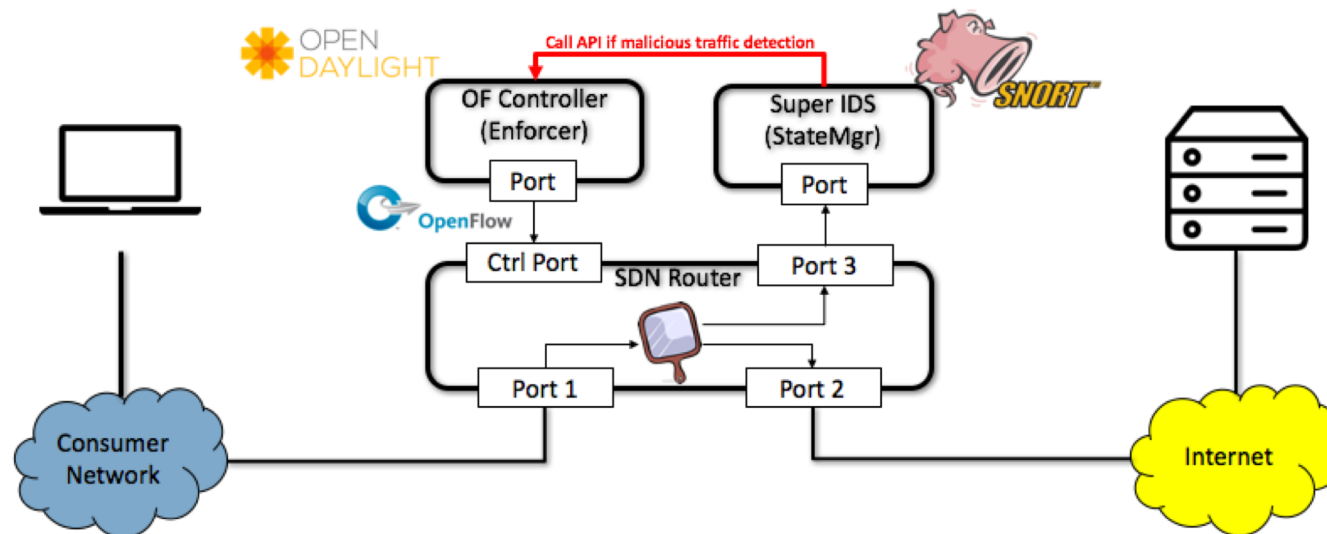 OPEN
DAYLIGHT
Call API if malicious traffic detection
SNORT™
OF Controller
(Enforcer)
Super IDS
(StateMgr)
Port
Port
OpenFlow
Ctrl Port
SDN Router
Port 3
Port 1
Port 2
Consumer
Network
Internet